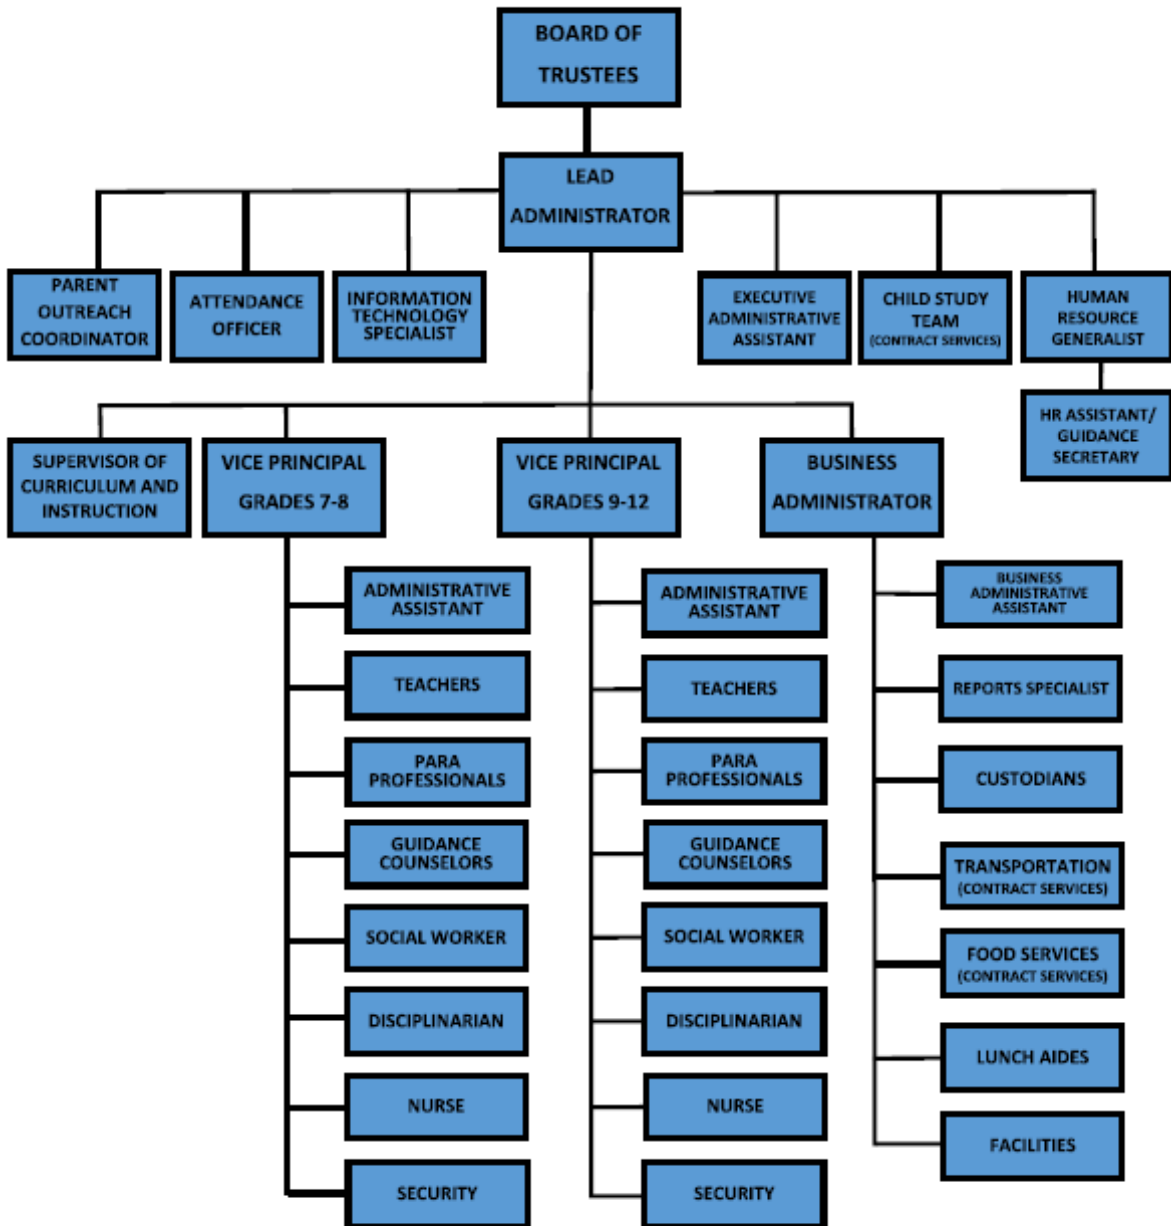 BOARD OF
TRUSTEES
LEAD
ADMINISTRATOR
PARENT
OUTREACH
COORDINATOR
ATTENDANCE
OFFICER
INFORMATION
TECHNOLOGY
SPECIALIST
EXECUTIVE
ADMINISTRATIVE
ASSISTANT
CHILD STUDY
TEAM
(CONTRACT SERVICES)
HUMAN
RESOURCE
GENERALIST
HR ASSISTANT/
GUIDANCE
SECRETARY
SUPERVISOR OF
CURRICULUM AND
INSTRUCTION
VICE PRINCIPAL
GRADES 7-8
VICE PRINCIPAL
GRADES 9-12
BUSINESS
ADMINISTRATOR
ADMINISTRATIVE
ASSISTANT
TEACHERS
PARA
PROFESSIONALS
GUIDANCE
COUNSELORS
SOCIAL WORKER
DISCIPLINARIAN
NURSE
SECURITY
ADMINISTRATIVE
ASSISTANT
TEACHERS
PARA
PROFESSIONALS
GUIDANCE
COUNSELORS
SOCIAL WORKER
DISCIPLINARIAN
NURSE
SECURITY
BUSINESS
ADMINISTRATIVE
ASSISTANT
REPORTS SPECIALIST
CUSTODIANS
TRANSPORTATION
(CONTRACT SERVICES)
FOOD SERVICES
(CONTRACT SERVICES)
LUNCH AIDES
FACILITIES